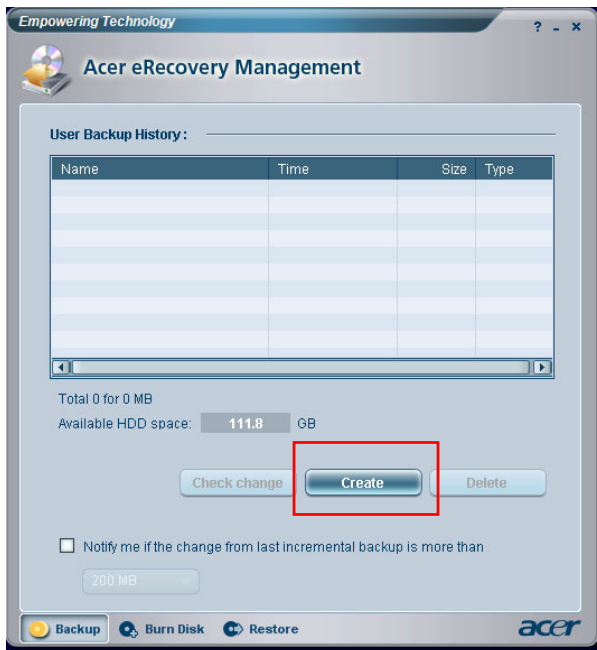 Empowering Technology ? - x
Acer eRecovery Management
User Backup History :
Name Time Size Type
Total 0 for 0 MB
Available HDD space: 111.8 GB
Check change Create Delete
Notify me if the change from last incremental backup is more than
200 MB
Backup Burn Disk Restore acer